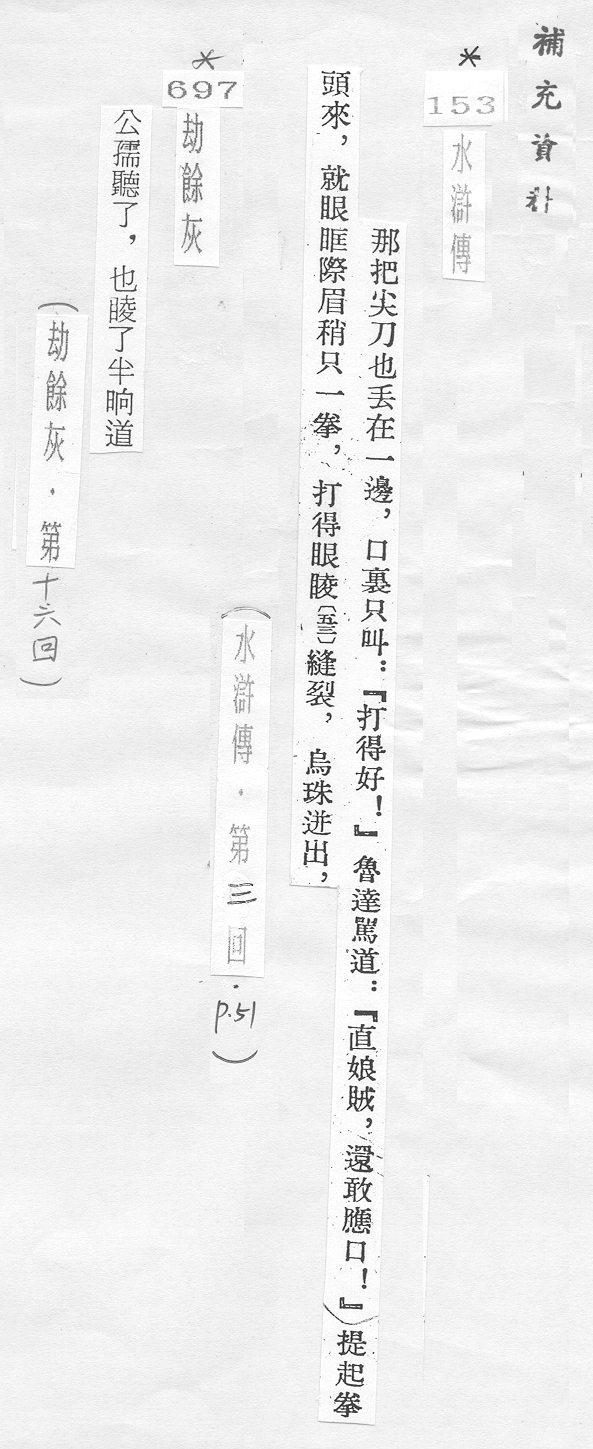 補充資料
*
153
水滸傳
那把尖刀也丟在一邊，口裏只叫：『打得好！』魯達罵道：『直娘賊，還敢應口！』提起拳
頭來，就眼眶際眉稍只一拳，打得眼睖〔五三〕縫裂，烏珠迸出，
（水滸傳．第三回．P.51）
*
697
劫餘灰
公孺聽了，也睖了半晌道
（劫餘灰．第十六回）